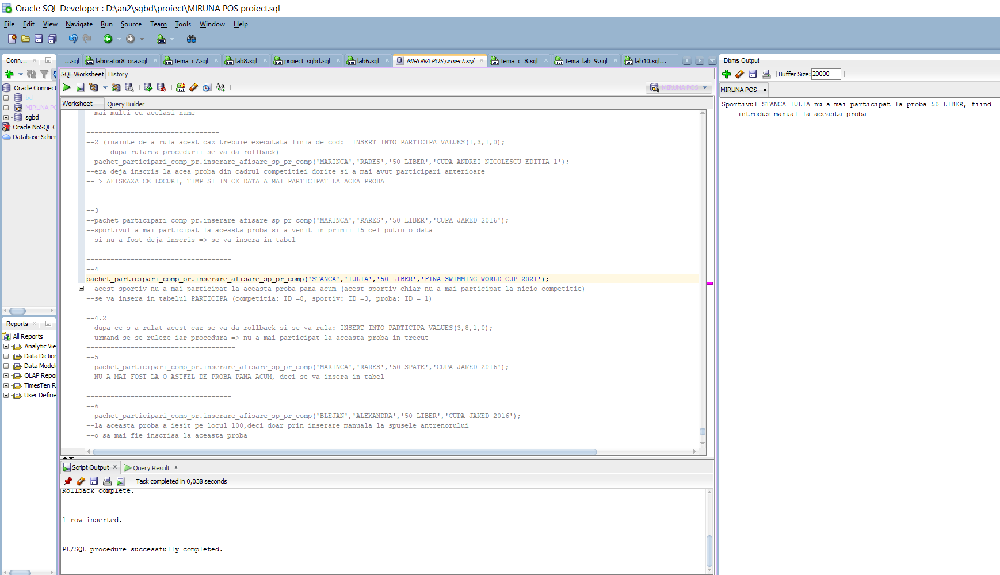 Oracle SQL Developer : D:\an2\sgbd\proiect\MIRUNA POS proiect.sql
File Edit View Navigate Run Source Team Tools Window Help
Conn...
...sql laborator8_ora.sql tema_c7.sql lab8.sql proiect_sgbd.sql lab6.sql MIRUNA POS proiect.sql tema_c_8.sql tema_lab_9.sql lab10.sql...
Oracle Connect
bd
MIRUNA PO
sgbd
Oracle NoSQL C
Database Scher
Reports
All Reports
Analytic Vie
Data Diction
Data Model
OLAP Repo
TimesTen R
User Define
SQL Worksheet History
MIRUNA POS
Worksheet Query Builder
--mai multi cu acelasi nume
---------------------------------
--2 (inainte de a rula acest caz trebuie executata linia de cod:  INSERT INTO PARTICIPA VALUES(1,3,1,0);
--    dupa rularea procedurii se va da rollback)
--pachet_participari_comp_pr.inserare_afisare_sp_pr_comp('MARINCA','RARES','50 LIBER','CUPA ANDREI NICOLESCU EDITIA 1');
--era deja inscris la acea proba din cadrul competitiei dorite si a mai avut participari anterioare
--=> AFISEAZA CE LOCURI, TIMP SI IN CE DATA A MAI PARTICIPAT LA ACEA PROBA
-----------------------------------
--3
--pachet_participari_comp_pr.inserare_afisare_sp_pr_comp('MARINCA','RARES','50 LIBER','CUPA JAKED 2016');
--sportivul a mai participat la aceasta proba si a venit in primii 15 cel putin o data
--si nu a fost deja inscris => se va insera in tabel
------------------------------------
--4
pachet_participari_comp_pr.inserare_afisare_sp_pr_comp('STANCA','IULIA','50 LIBER','FINA SWIMMING WORLD CUP 2021');
--acest sportiv nu a mai participat la aceasta proba pana acum (acest sportiv chiar nu a mai participat la nicio competitie)
--se va insera in tabelul PARTICIPA (competitia: ID =8, sportiv: ID =3, proba: ID = 1)
--4.2
--dupa ce s-a rulat acest caz se va da rollback si se va rula: INSERT INTO PARTICIPA VALUES(3,8,1,0);
--urmand se se ruleze iar procedura => nu a mai participat la aceasta proba in trecut
-------------------------------------
--5
--pachet_participari_comp_pr.inserare_afisare_sp_pr_comp('MARINCA','RARES','50 SPATE','CUPA JAKED 2016');
--NU A MAI FOST LA O ASTFEL DE PROBA PANA ACUM, deci se va insera in tabel
------------------------------------
--6
--pachet_participari_comp_pr.inserare_afisare_sp_pr_comp('BLEJAN','ALEXANDRA','50 LIBER','CUPA JAKED 2016');
--la aceasta proba a iesit pe locul 100,deci doar prin inserare manuala la spusele antrenorului
--o sa mai fie inscrisa la aceasta proba
Script Output x Query Result x
Task completed in 0,038 seconds
Rollback complete.
1 row inserted.
PL/SQL procedure successfully completed.
Dbms Output
Buffer Size: 20000
MIRUNA POS x
Sportivul STANCA IULIA nu a mai participat la proba 50 LIBER, fiind
introdus manual la aceasta proba